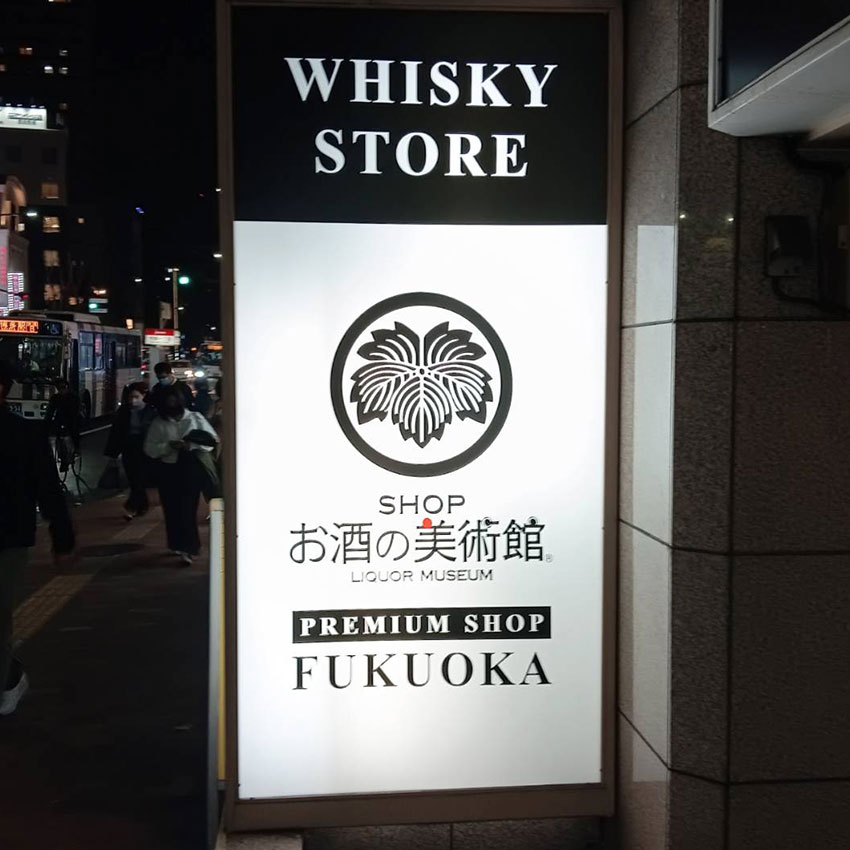 WHISKY
STORE
SHOP
お酒の美術館®
LIQUOR MUSEUM
PREMIUM SHOP
FUKUOKA